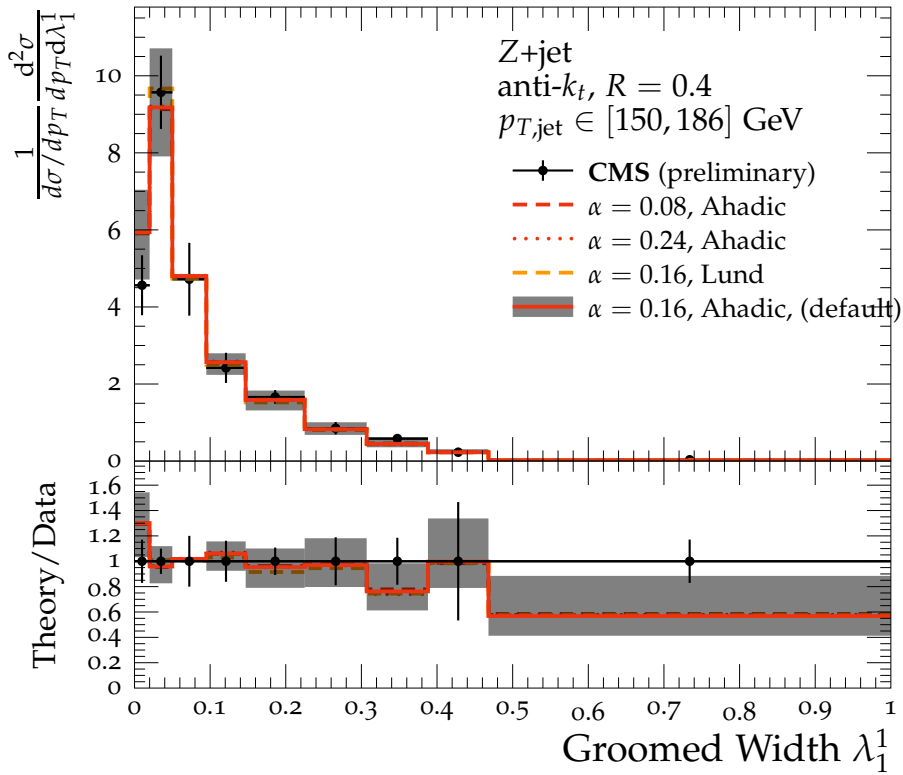 1/(dσ/dp_T) d²σ/(dp_T dλ₁¹)
Z+jet
anti-k_t, R = 0.4
p_T,jet ∈ [150, 186] GeV
CMS (preliminary)
α = 0.08, Ahadic
α = 0.24, Ahadic
α = 0.16, Lund
α = 0.16, Ahadic, (default)
10
8
6
4
2
0
Theory/Data
1.6
1.4
1.2
1
0.8
0.6
0.4
0.2
0
0 0.1 0.2 0.3 0.4 0.5 0.6 0.7 0.8 0.9 1
Groomed Width λ₁¹